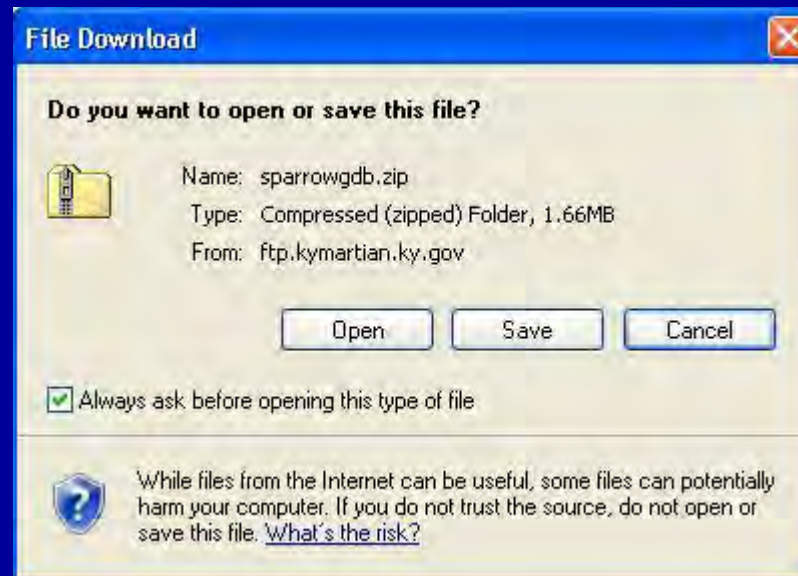 File Download
Do you want to open or save this file?
Name: sparrowgdb.zip
Type: Compressed (zipped) Folder, 1.66MB
From: ftp.kymartian.ky.gov
Open Save Cancel
Always ask before opening this type of file
While files from the Internet can be useful, some files can potentially
harm your computer. If you do not trust the source, do not open or
save this file. What's the risk?